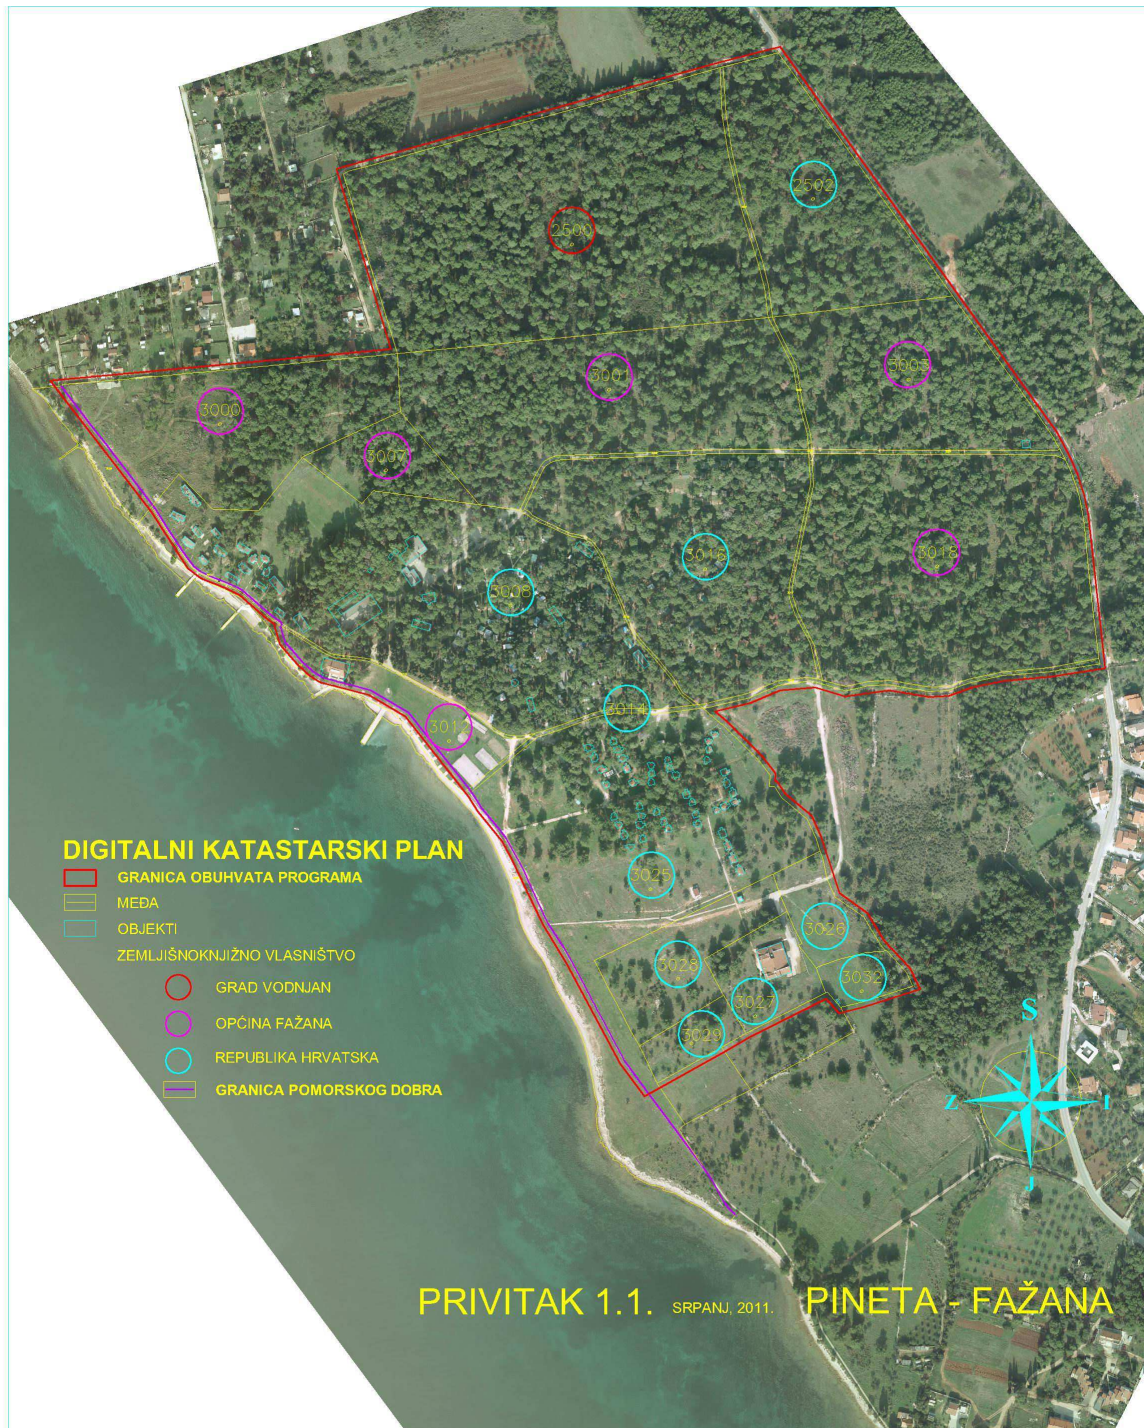 2502
2500
3003
3001
3000
3007
3018
3016
3008
3014
3012
3025
3026
3028
3052
3027
3029
DIGITALNI KATASTARSKI PLAN
GRANICA OBUHVATA PROGRAMA
MEĐA
OBJEKTI
ZEMLJIŠNOKNJIŽNO VLASNIŠTVO
GRAD VODNJAN
OPĆINA FAŽANA
REPUBLIKA HRVATSKA
GRANICA POMORSKOG DOBRA
S
Z I
J
PRIVITAK 1.1. SRPANJ, 2011. PINETA - FAŽANA